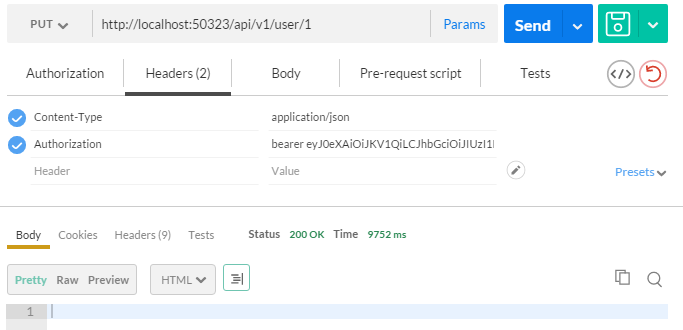 PUT http://localhost:50323/api/v1/user/1 Params Send
Authorization Headers (2) Body Pre-request script Tests
Content-Type application/json
Authorization bearer eyJ0eXAiOiJKV1QiLCJhbGciOiJIUzI1
Header Value Presets
Body Cookies Headers (9) Tests Status 200 OK Time 9752 ms
Pretty Raw Preview HTML
1